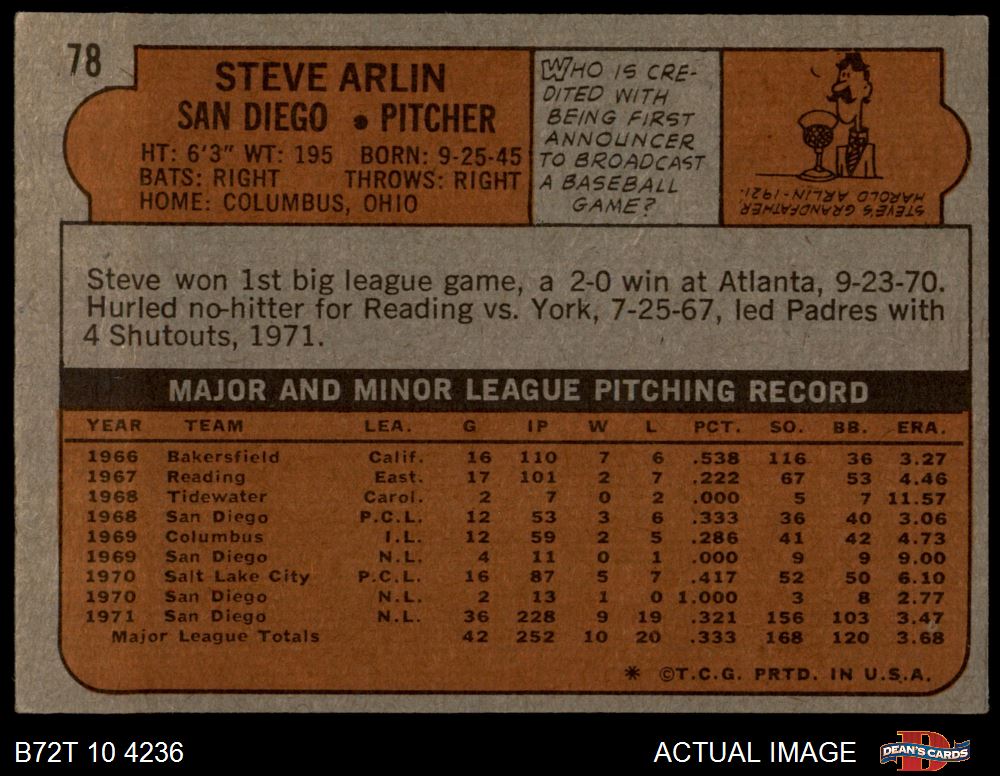 78
STEVE ARLIN
SAN DIEGO • PITCHER
HT: 6'3" WT: 195 BORN: 9-25-45
BATS: RIGHT THROWS: RIGHT
HOME: COLUMBUS, OHIO
WHO IS CRE-
DITED WITH
BEING FIRST
ANNOUNCER
TO BROADCAST
A BASEBALL
GAME?
STEVE'S GRANDFATHER
HAROLD ARLIN-1921.
Steve won 1st big league game, a 2-0 win at Atlanta, 9-23-70.
Hurled no-hitter for Reading vs. York, 7-25-67, led Padres with
4 Shutouts, 1971.
MAJOR AND MINOR LEAGUE PITCHING RECORD
YEAR TEAM LEA. G IP W L PCT. SO. BB. ERA.
1966 Bakersfield Calif. 16 110 7 6 .538 116 36 3.27
1967 Reading East. 17 101 2 7 .222 67 53 4.46
1968 Tidewater Carol. 2 7 0 2 .000 5 7 11.57
1968 San Diego P.C.L. 12 53 3 6 .333 36 40 3.06
1969 Columbus I.L. 12 59 2 5 .286 41 42 4.73
1969 San Diego N.L. 4 11 0 1 .000 9 9 9.00
1970 Salt Lake City P.C.L. 16 87 5 7 .417 52 50 6.10
1970 San Diego N.L. 2 13 1 0 1.000 3 8 2.77
1971 San Diego N.L. 36 228 9 19 .321 156 103 3.47
Major League Totals 42 252 10 20 .333 168 120 3.68
* ©T.C.G. PRTD. IN U.S.A.
B72T 10 4236
ACTUAL IMAGE
D
DEAN'S CARDS